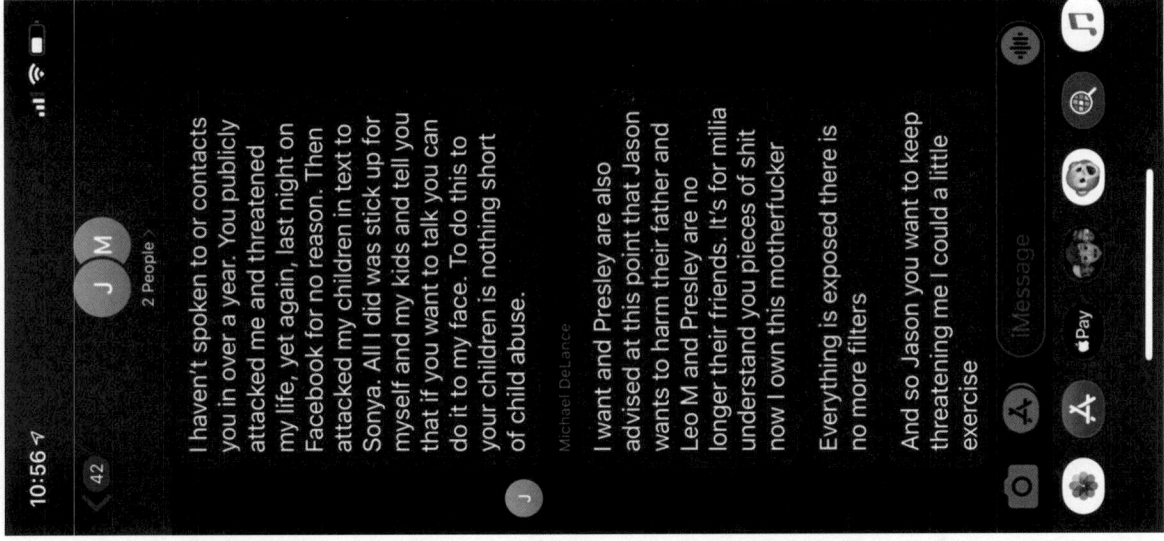 10:56
42
J
M
2 People >
I haven't spoken to or contacts
you in over a year. You publicly
attacked me and threatened
my life, yet again, last night on
Facebook for no reason. Then
attacked my children in text to
Sonya. All I did was stick up for
myself and my kids and tell you
that if you want to talk you can
do it to my face. To do this to
your children is nothing short
of child abuse.
J
Michael DeLance
I want and Presley are also
advised at this point that Jason
wants to harm their father and
Leo M and Presley are no
longer their friends. It's for milia
understand you pieces of shit
now I own this motherfucker
Everything is exposed there is
no more filters
And so Jason you want to keep
threatening me I could a little
exercise
iMessage
Pay